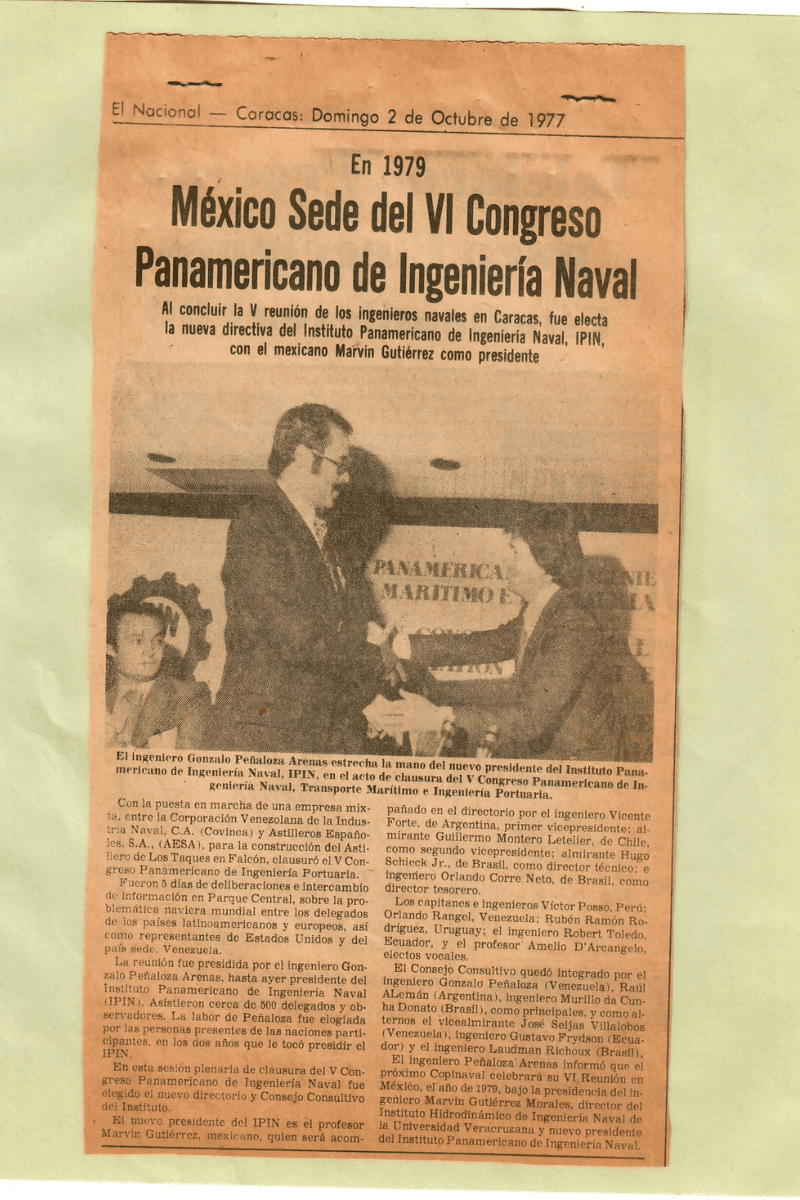 El Nacional — Caracas: Domingo 2 de Octubre de 1977
En 1979
México Sede del VI Congreso
Panamericano de Ingeniería Naval
Al concluir la V reunión de los ingenieros navales en Caracas, fue electa
la nueva directiva del Instituto Panamericano de Ingeniería Naval, IPIN,
con el mexicano Marvin Gutiérrez como presidente
PANAMERICA
MARITIMO E
El ingeniero Gonzalo Peñaloza Arenas estrecha la mano del nuevo presidente del Instituto Pana-
mericano de Ingeniería Naval, IPIN, en el acto de clausura del V Congreso Panamericano de In-
geniería Naval, Transporte Marítimo e Ingeniería Portuaria.
Con la puesta en marcha de una empresa mix-
ta, entre la Corporación Venezolana de la Indus-
tria Naval, C.A. (Covinca) y Astilleros Españo-
les, S.A., (AESA), para la construcción del Asti-
llero de Los Taques en Falcón, clausuró el V Con-
greso Panamericano de Ingeniería Portuaria.
Fueron 5 días de deliberaciones e intercambio
de información en Parque Central, sobre la pro-
blemática naviera mundial entre los delegados
de los países latinoamericanos y europeos, así
como representantes de Estados Unidos y del
país sede, Venezuela.
La reunión fue presidida por el ingeniero Gon-
zalo Peñaloza Arenas, hasta ayer presidente del
Instituto Panamericano de Ingeniería Naval
(IPIN). Asistieron cerca de 500 delegados y ob-
servadores. La labor de Peñaloza fue elogiada
por las personas presentes de las naciones parti-
cipantes, en los dos años que le tocó presidir el
IPIN.
En esta sesión plenaria de clausura del V Con-
greso Panamericano de Ingeniería Naval fue
elegido el nuevo directorio y Consejo Consultivo
del Instituto.
El nuevo presidente del IPIN es el profesor
Marvin Gutiérrez, mexicano, quien será acom-
pañado en el directorio por el ingeniero Vicente
Forte, de Argentina, primer vicepresidente; al-
mirante Guillermo Montero Letelier, de Chile,
como segundo vicepresidente; almirante Hugo
Schieck Jr., de Brasil, como director técnico; e
ingeniero Orlando Corre Neto, de Brasil, como
director tesorero.
Los capitanes e ingenieros Víctor Posso, Perú;
Orlando Rangel, Venezuela; Rubén Ramón Ro-
dríguez, Uruguay; el ingeniero Robert Toledo,
Ecuador, y el profesor Amelio D'Arcangelo,
electos vocales.
El Consejo Consultivo quedó integrado por el
ingeniero Gonzalo Peñaloza (Venezuela), Raúl
ALemán (Argentina), ingeniero Murillo da Cun-
ha Donato (Brasil), como principales, y como al-
ternos el vicealmirante José Seijas Villalobos
(Venezuela), ingeniero Gustavo Frydson (Ecua-
dor) y el ingeniero Laudman Richoux (Brasil),
El ingeniero Peñaloza Arenas informó que el
próximo Copinaval celebrará su VI Reunión en
México, el año de 1979, bajo la presidencia del in-
geniero Marvin Gutiérrez Morales, director del
Instituto Hidrodinámico de Ingeniería Naval de
la Universidad Veracruzana y nuevo presidente
del Instituto Panamericano de Ingeniería Naval.